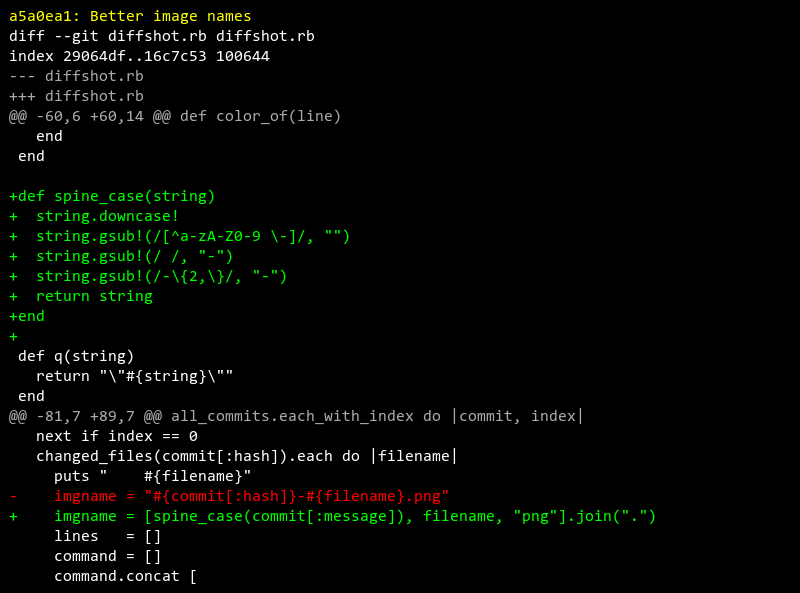 a5a0ea1: Better image names
diff --git diffshot.rb diffshot.rb
index 29064df..16c7c53 100644
--- diffshot.rb
+++ diffshot.rb
@@ -60,6 +60,14 @@ def color_of(line)
   end
 end

+def spine_case(string)
+  string.downcase!
+  string.gsub!(/[^a-zA-Z0-9 \-]/, "")
+  string.gsub!(/ /, "-")
+  string.gsub!(/-\{2,\}/, "-")
+  return string
+end
+
 def q(string)
   return "\"#{string}\""
 end
@@ -81,7 +89,7 @@ all_commits.each_with_index do |commit, index|
   next if index == 0
   changed_files(commit[:hash]).each do |filename|
     puts "    #{filename}"
-    imgname = "#{commit[:hash]}-#{filename}.png"
+    imgname = [spine_case(commit[:message]), filename, "png"].join(".")
     lines   = []
     command = []
     command.concat [